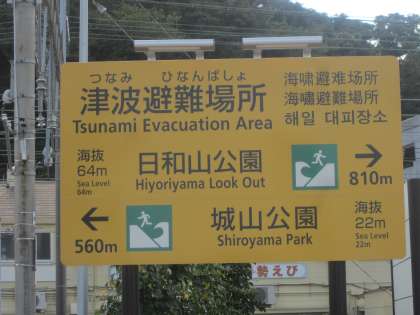 つなみ ひなんばしょ
津波避難場所
Tsunami Evacuation Area
海啸避难场所
海嘯避難場所
해일 대피장소
海抜
64m
Sea Level
64m
日和山公園
Hiyoriyama Look Out
810m
560m
城山公園
Shiroyama Park
海抜
22m
Sea Level
22m
勢えび